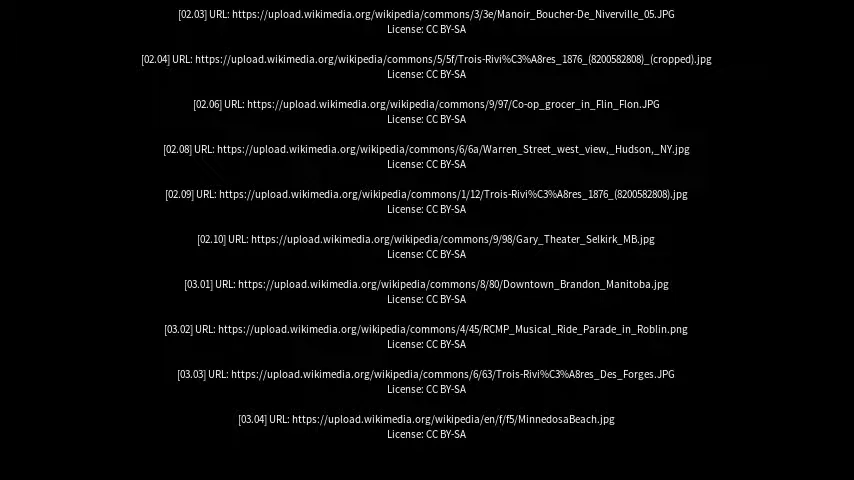 [02.03] URL: https://upload.wikimedia.org/wikipedia/commons/3/3e/Manoir_Boucher-De_Niverville_05.JPG
License: CC BY-SA
[02.04] URL: https://upload.wikimedia.org/wikipedia/commons/5/5f/Trois-Rivi%C3%A8res_1876_(8200582808)_(cropped).jpg
License: CC BY-SA
[02.06] URL: https://upload.wikimedia.org/wikipedia/commons/9/97/Co-op_grocer_in_Flin_Flon.JPG
License: CC BY-SA
[02.08] URL: https://upload.wikimedia.org/wikipedia/commons/6/6a/Warren_Street_west_view,_Hudson,_NY.jpg
License: CC BY-SA
[02.09] URL: https://upload.wikimedia.org/wikipedia/commons/1/12/Trois-Rivi%C3%A8res_1876_(8200582808).jpg
License: CC BY-SA
[02.10] URL: https://upload.wikimedia.org/wikipedia/commons/9/98/Gary_Theater_Selkirk_MB.jpg
License: CC BY-SA
[03.01] URL: https://upload.wikimedia.org/wikipedia/commons/8/80/Downtown_Brandon_Manitoba.jpg
License: CC BY-SA
[03.02] URL: https://upload.wikimedia.org/wikipedia/commons/4/45/RCMP_Musical_Ride_Parade_in_Roblin.png
License: CC BY-SA
[03.03] URL: https://upload.wikimedia.org/wikipedia/commons/6/63/Trois-Rivi%C3%A8res_Des_Forges.JPG
License: CC BY-SA
[03.04] URL: https://upload.wikimedia.org/wikipedia/en/f/f5/MinnedosaBeach.jpg
License: CC BY-SA